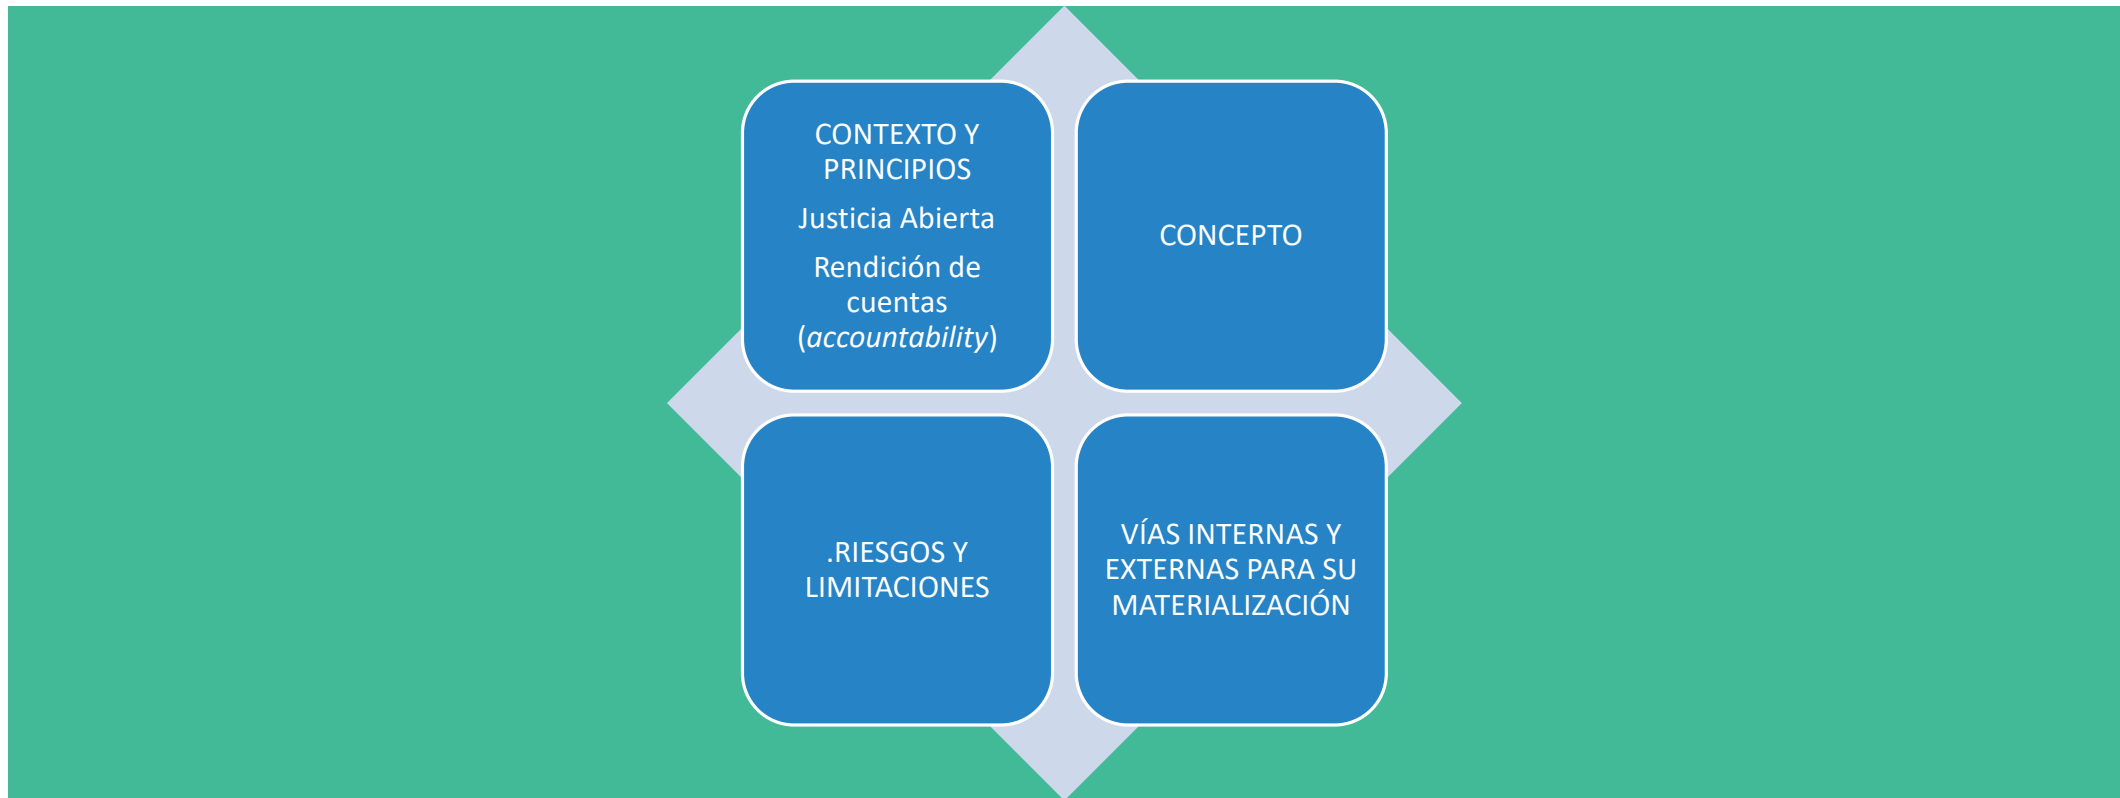 CONTEXTO Y
PRINCIPIOS
Justicia Abierta
Rendición de
cuentas
(accountability)
CONCEPTO
.RIESGOS Y
LIMITACIONES
VÍAS INTERNAS Y
EXTERNAS PARA SU
MATERIALIZACIÓN